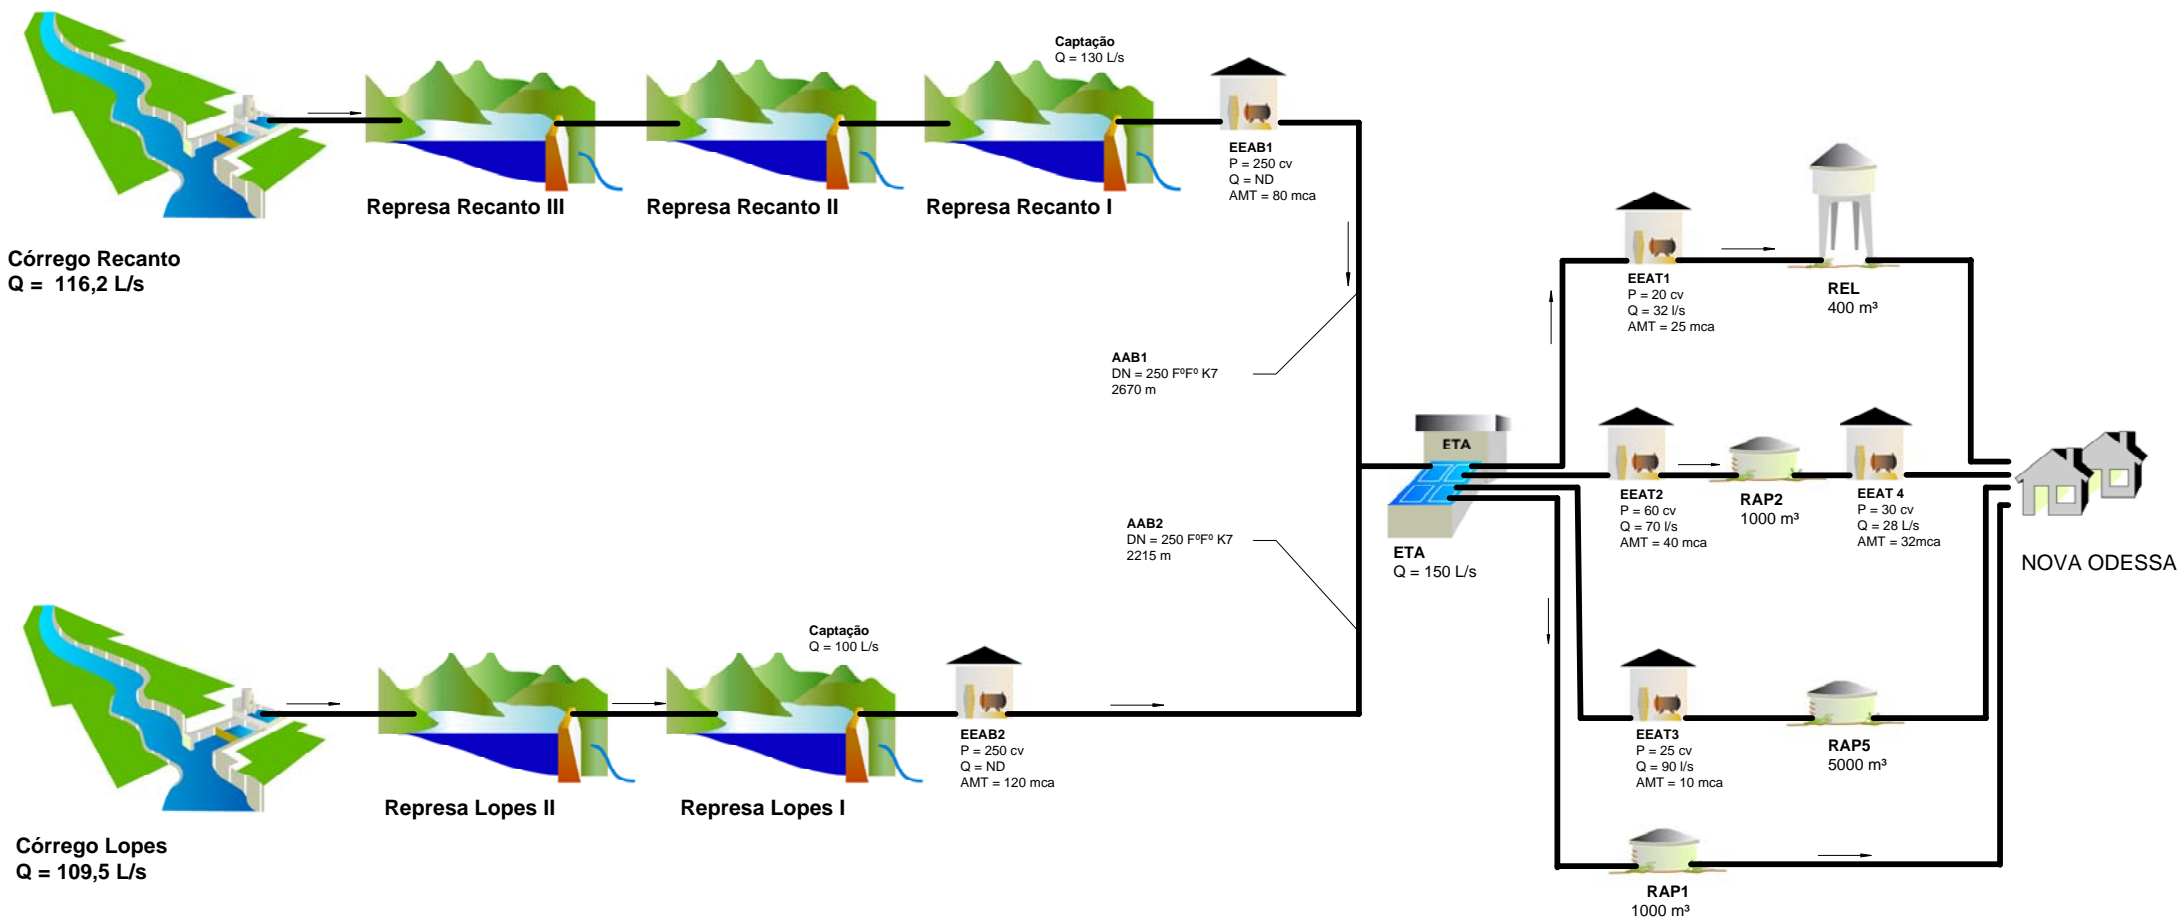 Captação
Q = 130 L/s
EEAB1
P = 250 cv
Q = ND
AMT = 80 mca
Represa Recanto III
Represa Recanto II
Represa Recanto I
Córrego Recanto
Q =  116,2 L/s
EEAT1
P = 20 cv
Q = 32 l/s
AMT = 25 mca
REL
400 m³
AAB1
DN = 250 FºFº K7
2670 m
ETA
EEAT2
P = 60 cv
Q = 70 l/s
AMT = 40 mca
RAP2
1000 m³
EEAT 4
P = 30 cv
Q = 28 L/s
AMT = 32mca
NOVA ODESSA
AAB2
DN = 250 FºFº K7
2215 m
ETA
Q = 150 L/s
Captação
Q = 100 L/s
EEAB2
P = 250 cv
Q = ND
AMT = 120 mca
Represa Lopes II
Represa Lopes I
Córrego Lopes
Q = 109,5 L/s
EEAT3
P = 25 cv
Q = 90 l/s
AMT = 10 mca
RAP5
5000 m³
RAP1
1000 m³